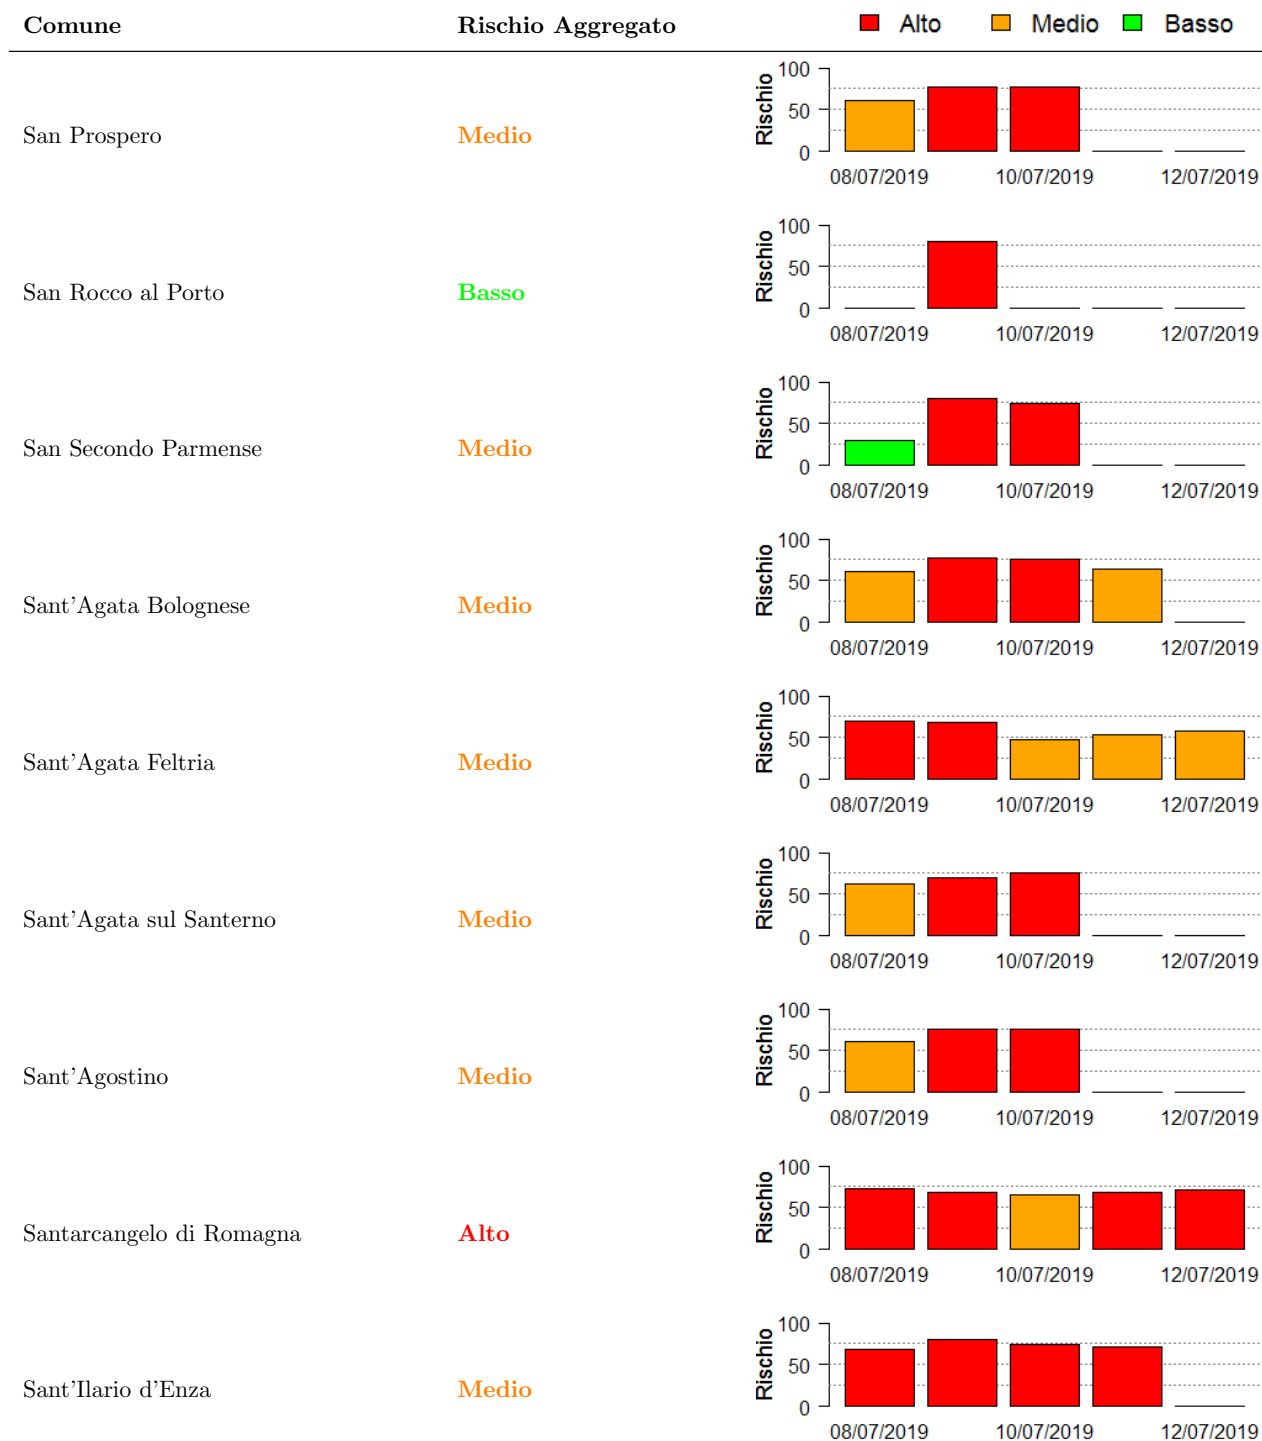 Comune Rischio Aggregato Alto Medio Basso
San Prospero Medio
Rischio
100
50
0
08/07/2019 10/07/2019 12/07/2019
San Rocco al Porto Basso
Rischio
100
50
0
08/07/2019 10/07/2019 12/07/2019
San Secondo Parmense Medio
Rischio
100
50
0
08/07/2019 10/07/2019 12/07/2019
Sant'Agata Bolognese Medio
Rischio
100
50
0
08/07/2019 10/07/2019 12/07/2019
Sant'Agata Feltria Medio
Rischio
100
50
0
08/07/2019 10/07/2019 12/07/2019
Sant'Agata sul Santerno Medio
Rischio
100
50
0
08/07/2019 10/07/2019 12/07/2019
Sant'Agostino Medio
Rischio
100
50
0
08/07/2019 10/07/2019 12/07/2019
Santarcangelo di Romagna Alto
Rischio
100
50
0
08/07/2019 10/07/2019 12/07/2019
Sant'Ilario d'Enza Medio
Rischio
100
50
0
08/07/2019 10/07/2019 12/07/2019